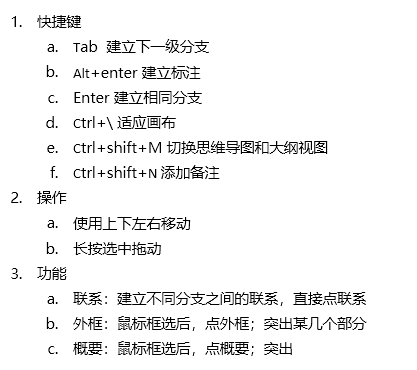 1. 快捷键
a. Tab 建立下一级分支
b. Alt+enter 建立标注
c. Enter 建立相同分支
d. Ctrl+\ 适应画布
e. Ctrl+shift+M 切换思维导图和大纲视图
f. Ctrl+shift+N 添加备注
2. 操作
a. 使用上下左右移动
b. 长按选中拖动
3. 功能
a. 联系：建立不同分支之间的联系，直接点联系
b. 外框：鼠标框选后，点外框；突出某几个部分
c. 概要：鼠标框选后，点概要；突出